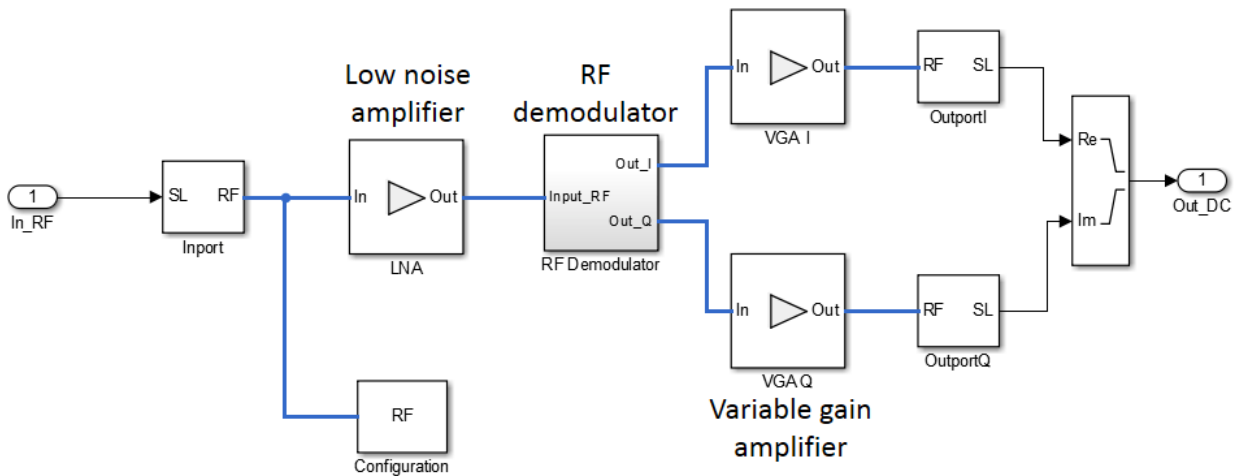 Low noise
amplifier
RF
demodulator
1
In_RF
SL RF
Inport
In Out
LNA
RF
Configuration
Input_RF
Out_I
Out_Q
RF Demodulator
In Out
VGA I
RF SL
OutportI
In Out
VGA Q
Variable gain
amplifier
RF SL
OutportQ
Re
Im
1
Out_DC